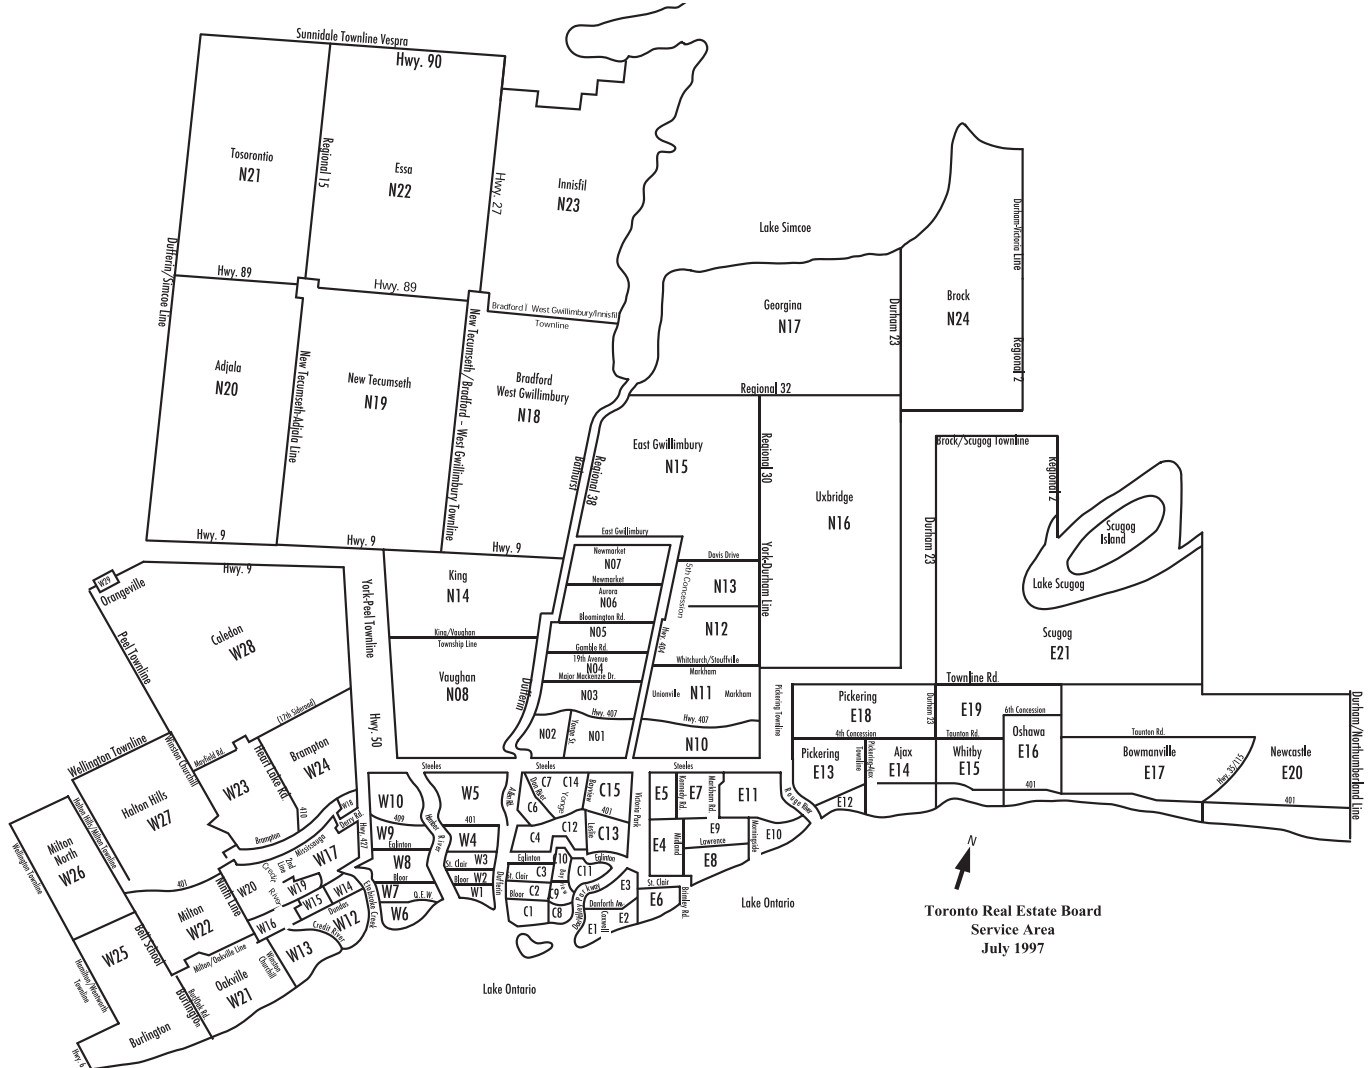 Sunnidale Townline Vespra
Hwy. 90
Tosorontio
N21
Regional 15
Essa
N22
Hwy. 27
Innisfil
N23
Lake Simcoe
Durham-Victoria Line
Dufferin/Simcoe Line
Hwy. 89
Hwy. 89
Bradford West Gwillimbury/Innisfil
Townline
Georgina
N17
Durham 23
Brock
N24
Regional 2
Adjala
N20
New Tecumseth-Adjala Line
New Tecumseth
N19
New Tecumseth/Bradford - West Gwillimbury Townline
Bradford
West Gwillimbury
N18
Regional 32
Bathurst
Regional 38
East Gwillimbury
N15
Regional 30
Uxbridge
N16
Brock/Scugog Townline
Regional 2
Scugog
Island
Lake Scugog
Durham 23
Scugog
E21
Hwy. 9
Hwy. 9
East Gwillimbury
Newmarket
N07
Newmarket
Aurora
N06
Bloomington Rd.
N05
Gamble Rd.
19th Avenue
N04
Major Mackenzie Dr.
N03
Hwy. 407
N02
Yonge St.
N01
5th Concession
Hwy. 404
Davis Drive
N13
N12
York-Durham Line
Whitchurch/Stouffville
Markham
Unionville
N11
Markham
Hwy. 407
N10
W29
Orangeville
Hwy. 9
Peel Townline
Caledon
W28
York-Peel Townline
King
N14
King/Vaughan
Township Line
Vaughan
N08
Dufferin
Hwy. 50
(17th Sideroad)
Townline Rd.
Pickering Townline
Pickering
E18
4th Concession
Durham 23
E19
Taunton Rd.
6th Concession
Oshawa
E16
Pickering
E13
Pickering-Ajax
Townline
Ajax
E14
Whitby
E15
Taunton Rd.
Bowmanville
E17
Hwy. 35/115
Newcastle
E20
Durham/Northumberland Line
401
401
E12
Rouge River
Wellington Townline
Winston Churchill
Mayfield Rd.
Heart Lake Rd.
Brampton
W24
W23
Halton Hills
W27
Halton Hills/Milton Townline
Milton
North
W26
Wellington Townline
Brampton
410
W18
Derry Rd.
Mississauga
W17
2nd Line
Credit River
W20
W19
W15
W14
W16
Dundas
W12
Credit River
W13
Hwy. 427
Etobicoke Creek
401
Ninth Line
Milton
W22
Bell School
Milton/Oakville Line
Winston Churchill
Oakville
W21
Burlington
W25
Hamilton/Wentworth
Townline
Burlington
Hwy. 6
Steeles
Steeles
Steeles
W10
409
W9
Eglinton
W8
Bloor
W7
Q.E.W.
W6
Humber River
W5
401
W4
W3
St. Clair
W2
Bloor
W1
Dufferin
C7
Don River
C14
C6
Yonge
Bayview
C15
401
C4
C12
Leslie
C13
Victoria Park
Eglinton
C10
Eglinton
C3
St. Clair
Bayview
C11
Bloor
C2
C9
C1
C8
Don Valley Parkway
E3
Danforth Av.
Coxwell
E1
E2
E5
Kennedy Rd.
E7
Markham Rd.
E11
E4
Midland
E9
Lawrence
E8
Morningside
E10
St. Clair
E6
Brimley Rd.
Lake Ontario
Lake Ontario
N
Toronto Real Estate Board
Service Area
July 1997